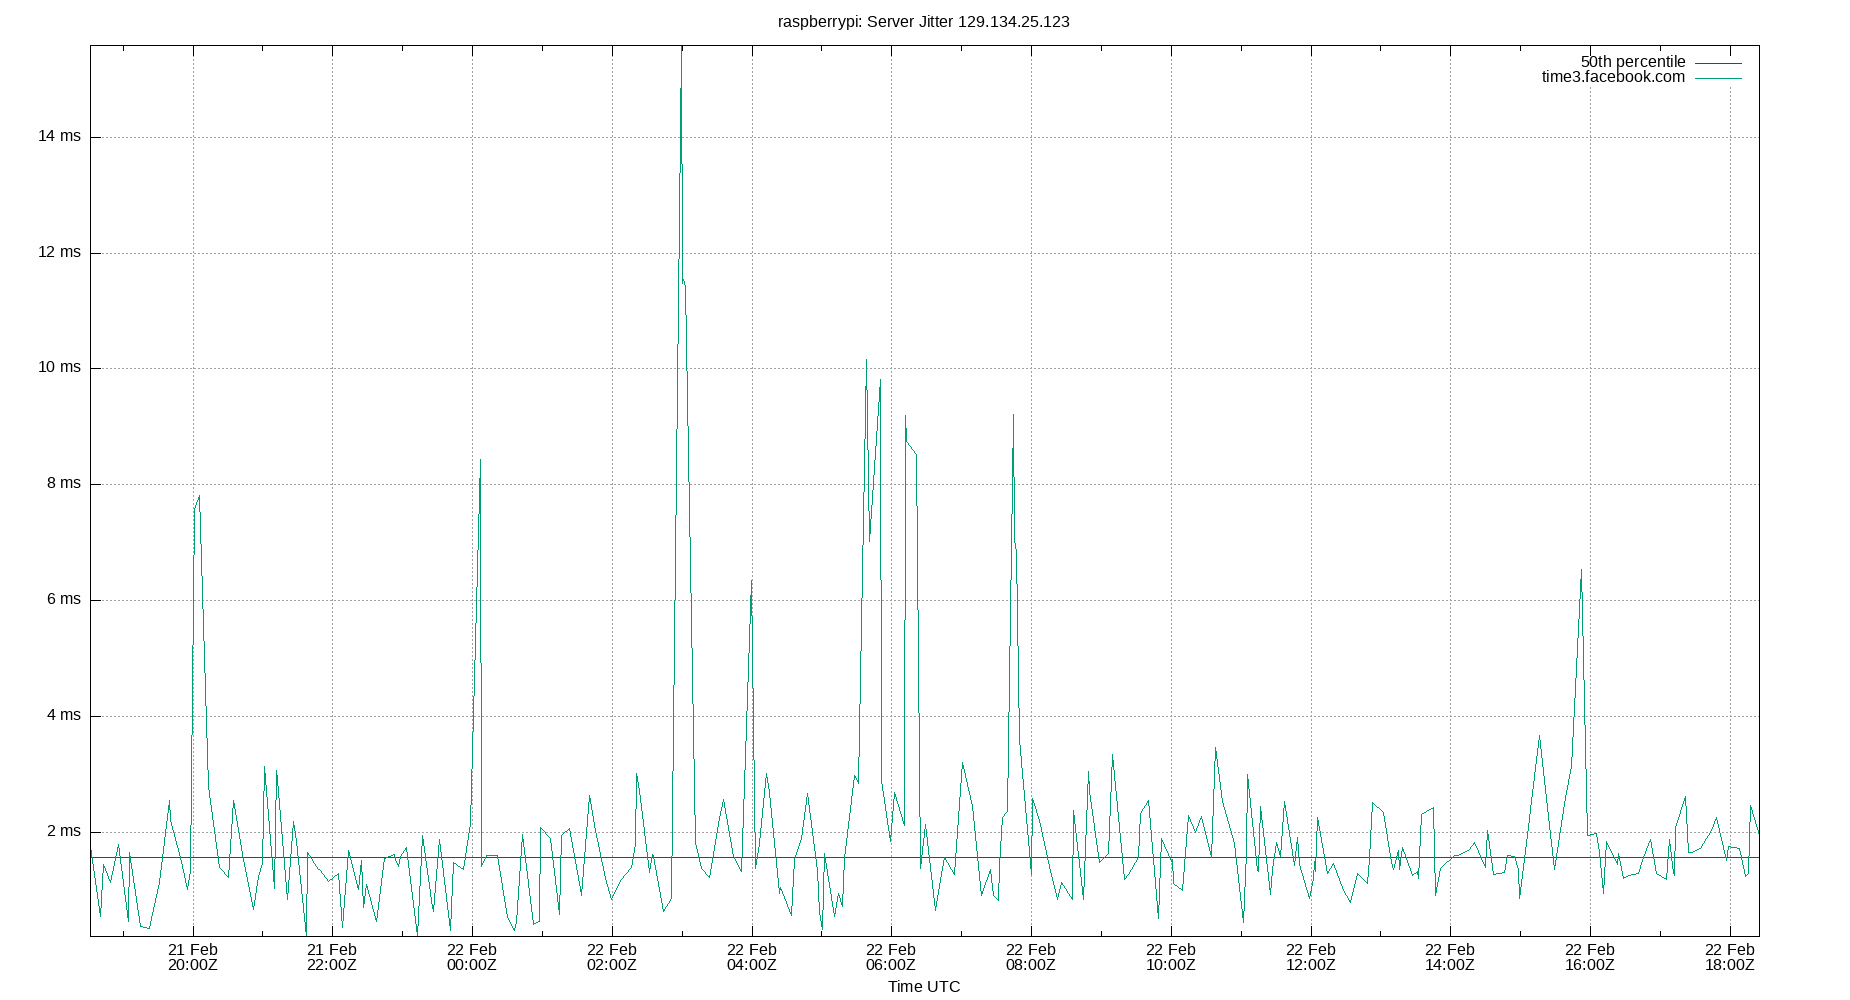 raspberrypi: Server Jitter 129.134.25.123
50th percentile
time3.facebook.com
14 ms
12 ms
10 ms
8 ms
6 ms
4 ms
2 ms
21 Feb 21 Feb 22 Feb 22 Feb 22 Feb 22 Feb 22 Feb 22 Feb 22 Feb 22 Feb 22 Feb 22 Feb
20:00Z 22:00Z 00:00Z 02:00Z 04:00Z 06:00Z 08:00Z 10:00Z 12:00Z 14:00Z 16:00Z 18:00Z
Time UTC